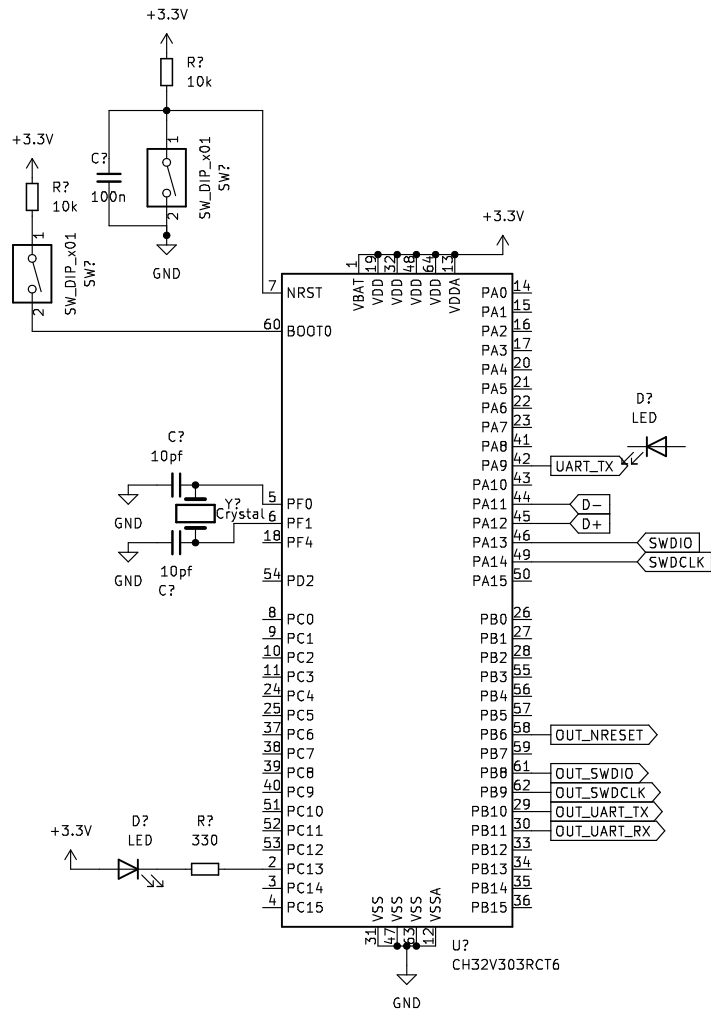 +3.3V
R?
10k
+3.3V
C?
100n
1
2
SW_DIP_x01
SW?
R?
10k
GND
1
2
SW_DIP_x01
SW?
+3.3V
1
19
32
48
64
13
VBAT
VDD
VDD
VDD
VDD
VDDA
7 NRST
60 BOOT0
PA0 14
PA1 15
PA2 16
PA3 17
PA4 20
PA5 21
PA6 22
PA7 23
PA8 41
PA9 42 UART_TX
D?
LED
PA10 43
PA11 44 D-
PA12 45 D+
PA13 46 SWDIO
PA14 49 SWDCLK
PA15 50
C?
10pf
GND
Y?
Crystal
GND
10pf
C?
5 PF0
6 PF1
18 PF4
54 PD2
8 PC0
9 PC1
10 PC2
11 PC3
24 PC4
25 PC5
37 PC6
38 PC7
39 PC8
40 PC9
51 PC10
52 PC11
53 PC12
2 PC13
3 PC14
4 PC15
PB0 26
PB1 27
PB2 28
PB3 55
PB4 56
PB5 57
PB6 58 OUT_NRESET
PB7 59
PB8 61 OUT_SWDIO
PB9 62 OUT_SWDCLK
PB10 29 OUT_UART_TX
PB11 30 OUT_UART_RX
PB12 33
PB13 34
PB14 35
PB15 36
+3.3V
D?
LED
R?
330
VSS
VSS
VSS
VSSA
31
47
63
12
U?
CH32V303RCT6
GND